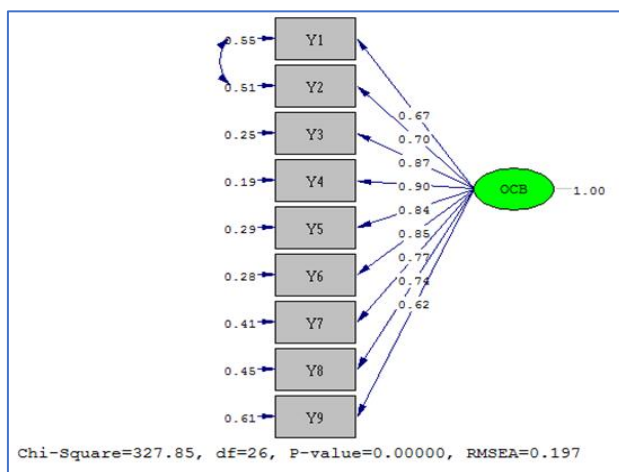 0.55 Y1
0.51 Y2
0.25 Y3
0.19 Y4
0.29 Y5
0.28 Y6
0.41 Y7
0.45 Y8
0.61 Y9
0.67
0.70
0.87
0.90
0.84
0.85
0.77
0.74
0.62
OCB 1.00
Chi-Square=327.85, df=26, P-value=0.00000, RMSEA=0.197